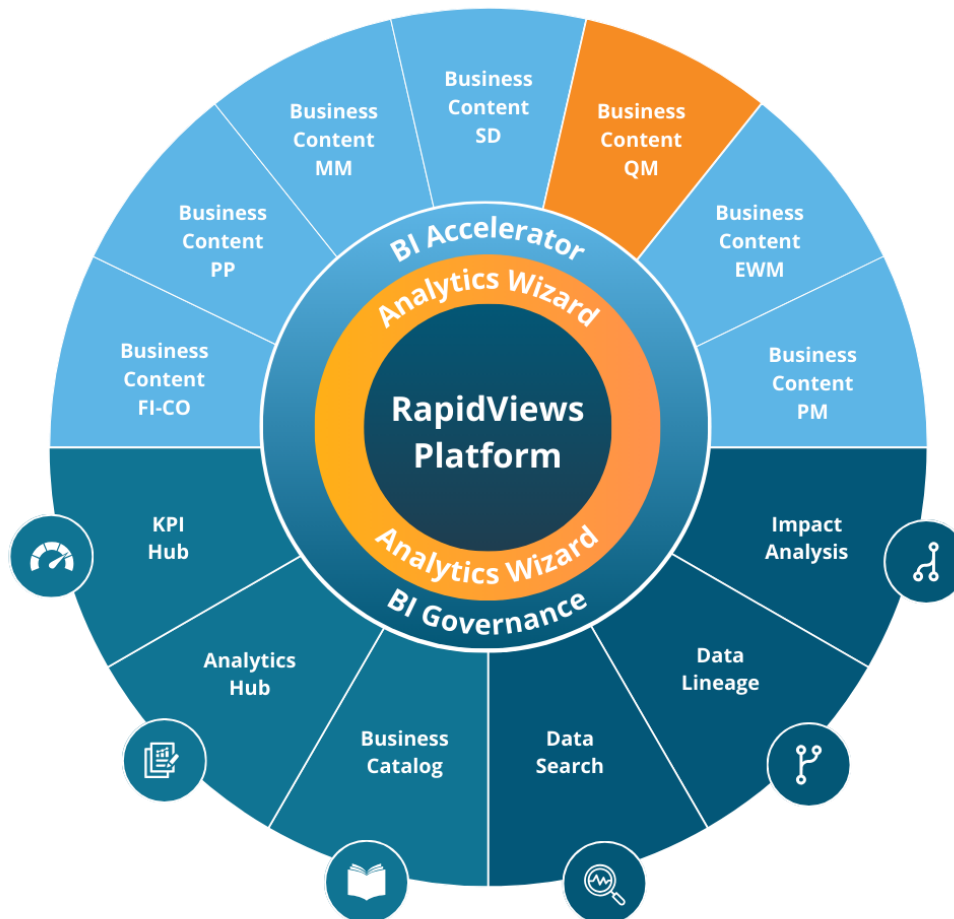 Business
Content
SD
Business
Content
MM
Business
Content
QM
Business
Content
PP
Business
Content
EWM
Business
Content
FI-CO
Business
Content
PM
BI Accelerator
Analytics Wizard
RapidViews
Platform
Analytics Wizard
BI Governance
KPI
Hub
Impact
Analysis
Analytics
Hub
Data
Lineage
Business
Catalog
Data
Search